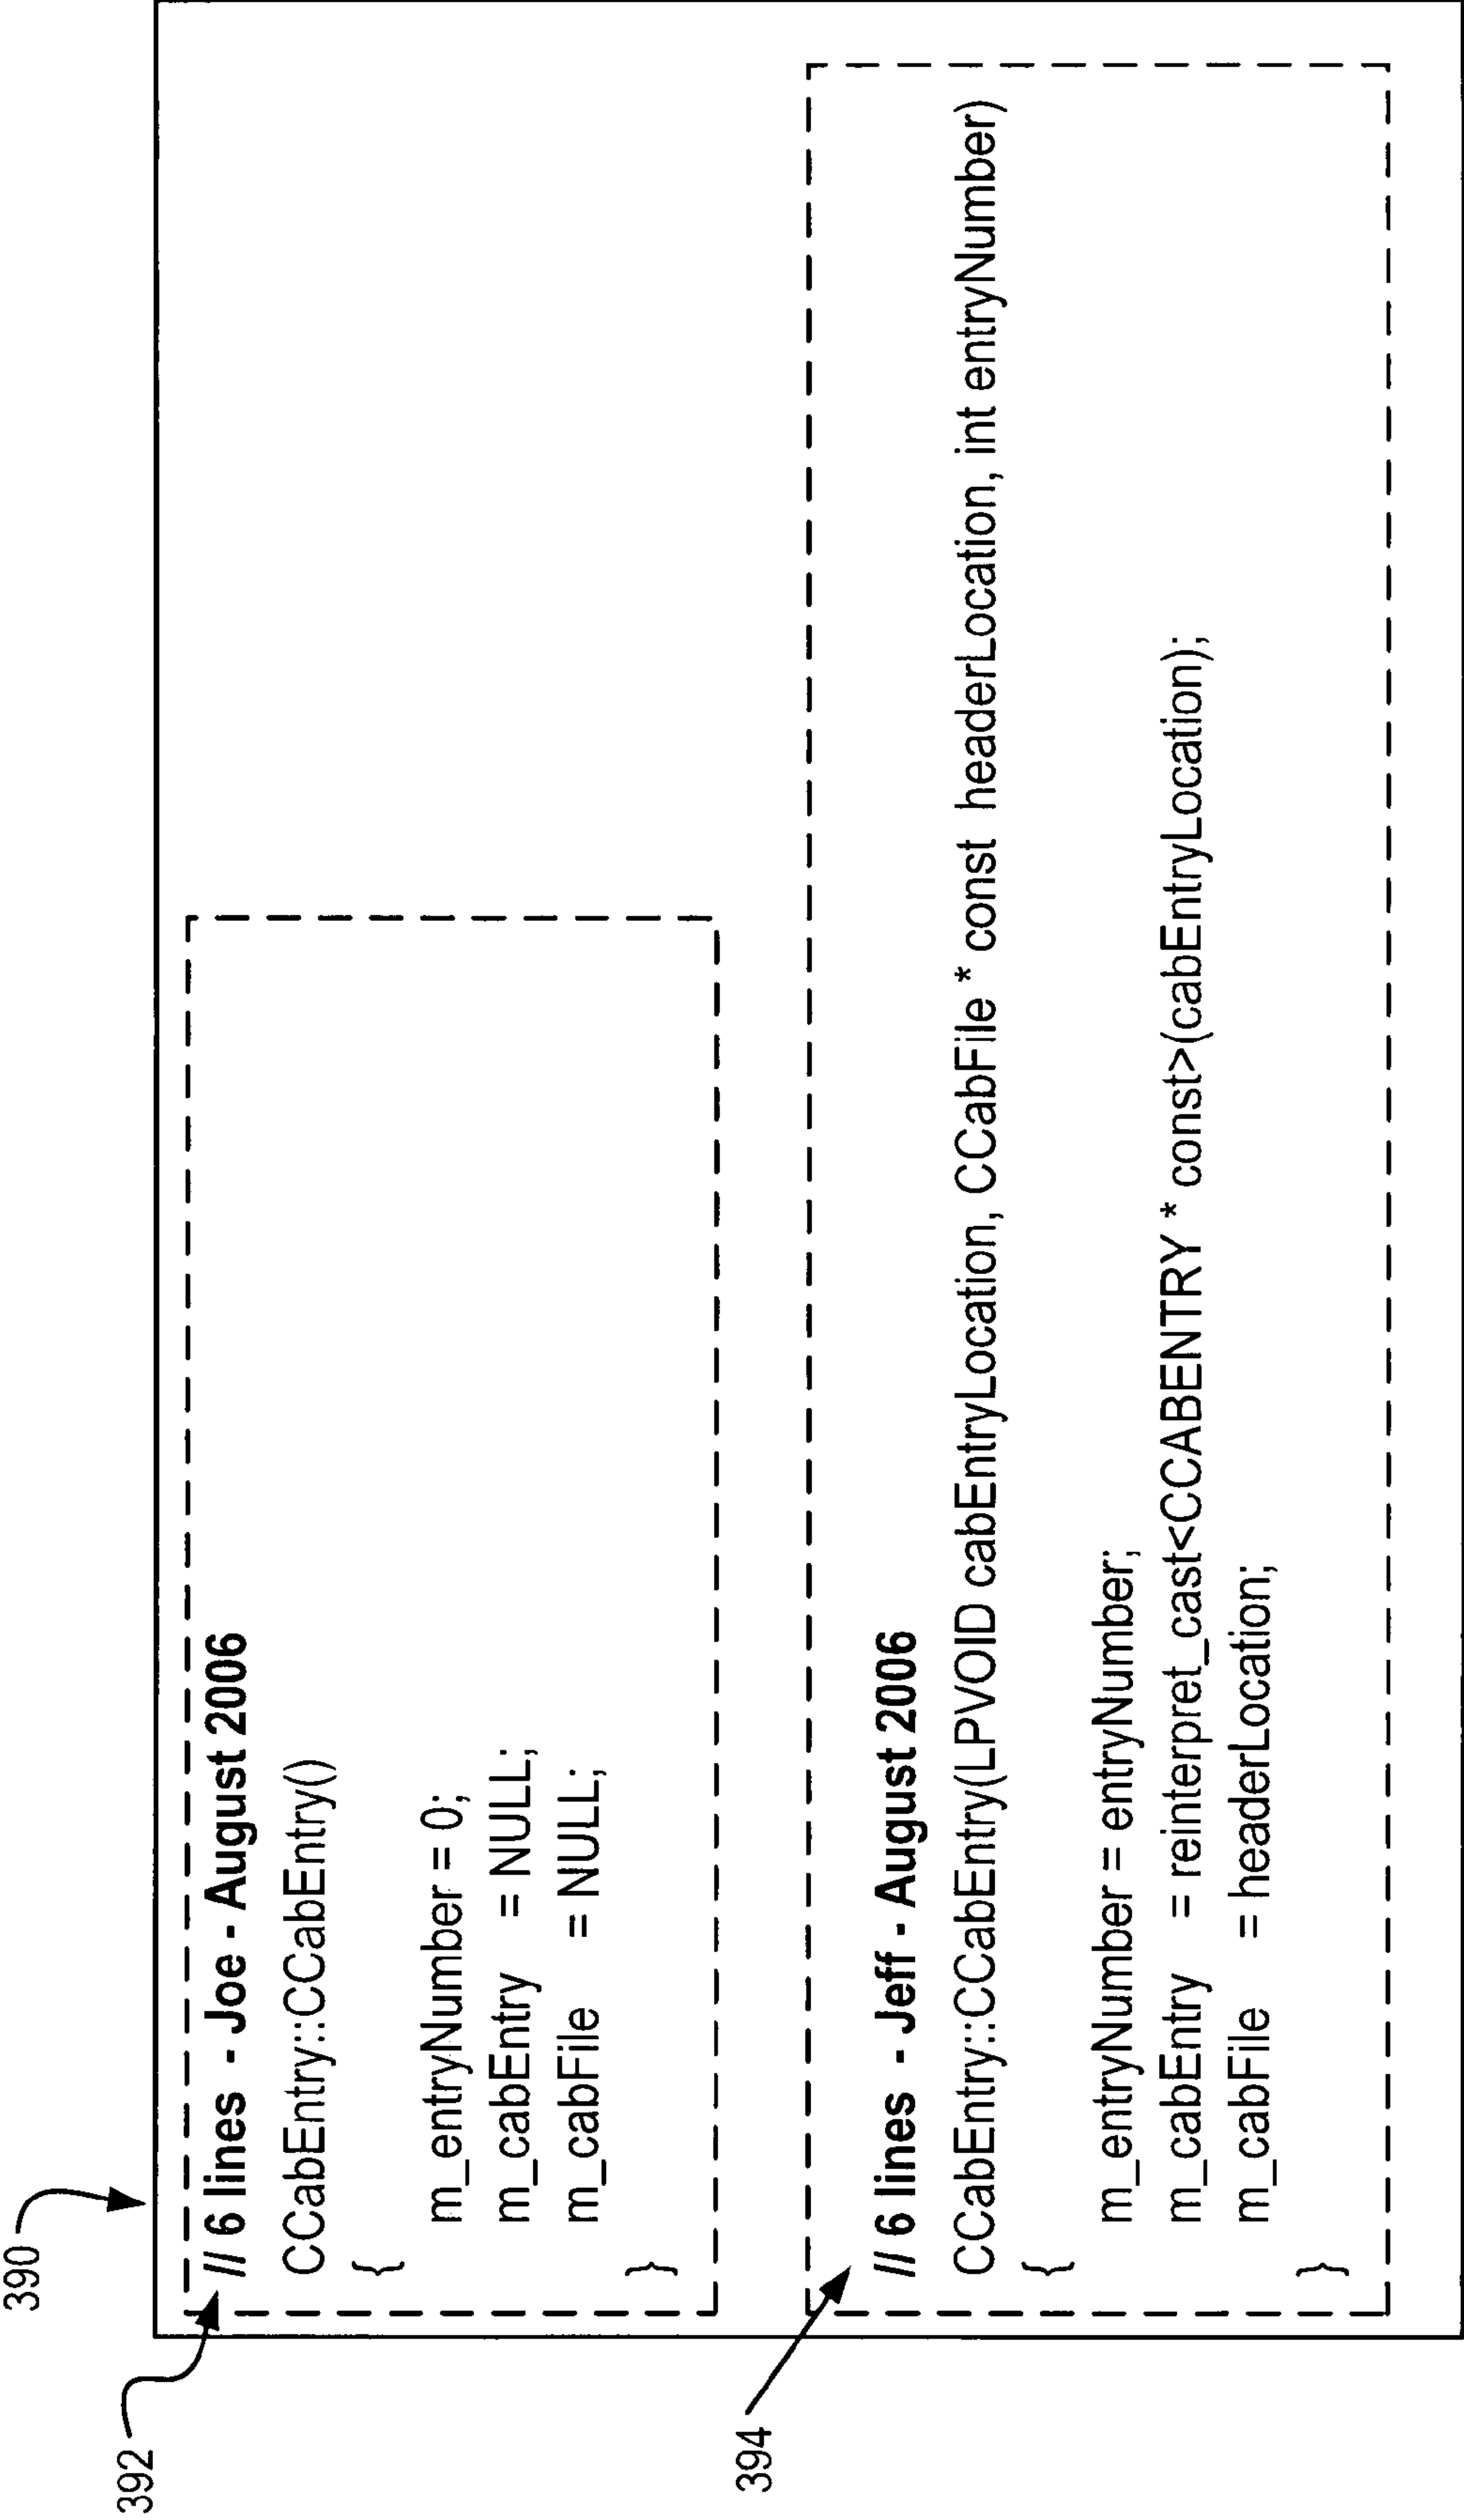 390
392
// 6 lines - Joe - August 2006
CCabEntry::CCabEntry()
{
m_entryNumber = 0;
m_cabEntry = NULL;
m_cabFile = NULL;
}
394
// 6 lines - Jeff - August 2006
CCabEntry::CCabEntry(LPVOID cabEntryLocation, CCabFile * const headerLocation, int entryNumber)
{
m_entryNumber = entryNumber;
m_cabEntry = reinterpret_cast<CCABENTRY * const>(cabEntryLocation);
m_cabFile = headerLocation;
}